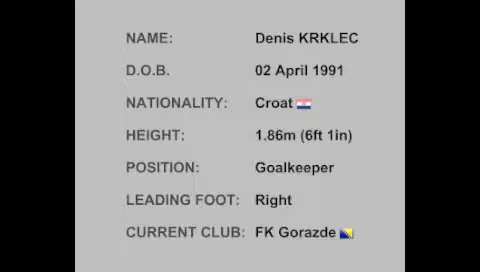 NAME: Denis KRKLEC
D.O.B. 02 April 1991
NATIONALITY: Croat
HEIGHT: 1.86m (6ft 1in)
POSITION: Goalkeeper
LEADING FOOT: Right
CURRENT CLUB: FK Gorazde